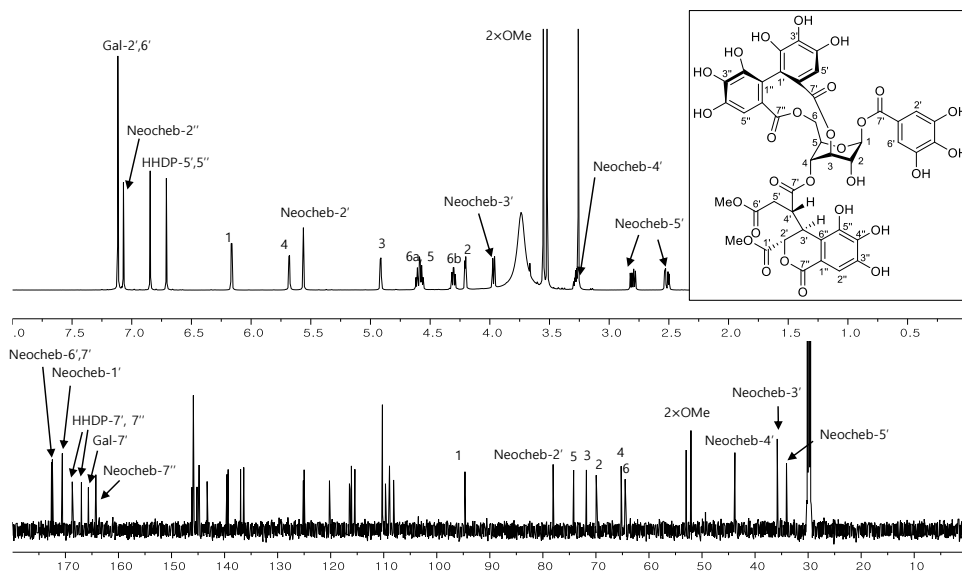 Gal-2′,6′
Neocheb-2′′
HHDP-5′,5′′
2×OMe
Neocheb-4′
Neocheb-3′
Neocheb-2′
Neocheb-5′
1
4
3
6a
5
6b
2
.0 7.5 7.0 6.5 6.0 5.5 5.0 4.5 4.0 3.5 3.0 2.5 2.0 1.5 1.0 0.5
OH
HO
3′
OH
HO
OH
5′
HO
3′′
1′
HO
1′′
7′
O
HO
5′′
7′′
O
O
6
O
O
5
O
1
O
7′
O
2′
OH
6′
OH
OH
4
3
2
OH
7′
O
O
MeO
6′
5′
4′
H
O
MeO
2′
H
3′
OH
5′′
6′′
4′′
OH
1′
O
H
O
1′′
3′′
OH
7′′
2′′
O
Neocheb-6′,7′
Neocheb-1′
HHDP-7′, 7′′
Gal-7′
Neocheb-7′′
1
Neocheb-2′
5
3
2
4
6
2×OMe
Neocheb-4′
Neocheb-3′
Neocheb-5′
170 160 150 140 130 120 110 100 90 80 70 60 50 40 30 20 10